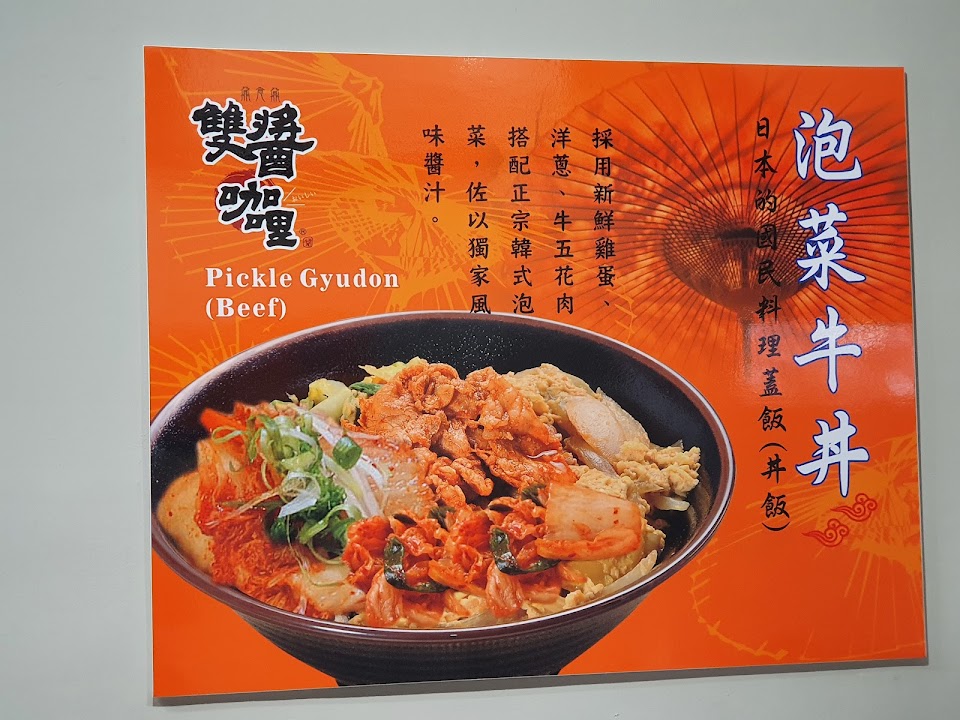 泡菜牛丼
日本的國民料理蓋飯(丼飯)
採用新鮮雞蛋、
洋蔥、牛五花肉
搭配正宗韓式泡
菜，佐以獨家風
味醬汁。
雙醬
咖哩
Pickle Gyudon
(Beef)